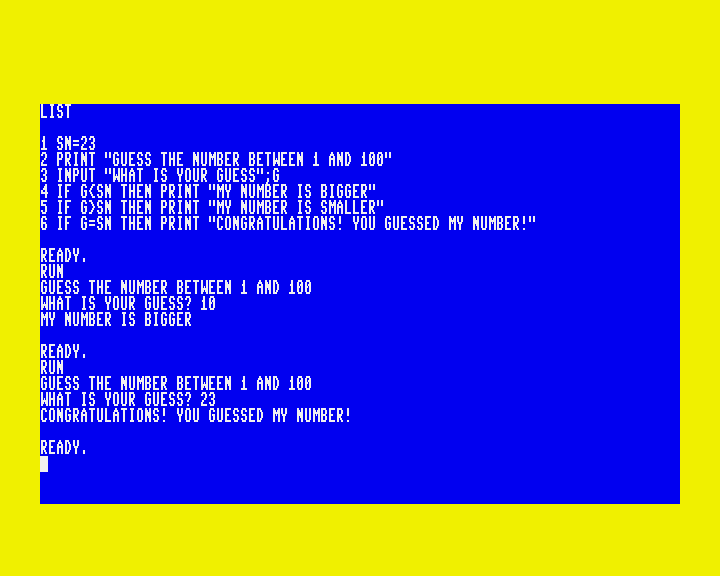 LIST
1 SN=23
2 PRINT "GUESS THE NUMBER BETWEEN 1 AND 100"
3 INPUT "WHAT IS YOUR GUESS";G
4 IF G<SN THEN PRINT "MY NUMBER IS BIGGER"
5 IF G>SN THEN PRINT "MY NUMBER IS SMALLER"
6 IF G=SN THEN PRINT "CONGRATULATIONS! YOU GUESSED MY NUMBER!"
READY.
RUN
GUESS THE NUMBER BETWEEN 1 AND 100
WHAT IS YOUR GUESS? 10
MY NUMBER IS BIGGER
READY.
RUN
GUESS THE NUMBER BETWEEN 1 AND 100
WHAT IS YOUR GUESS? 23
CONGRATULATIONS! YOU GUESSED MY NUMBER!
READY.